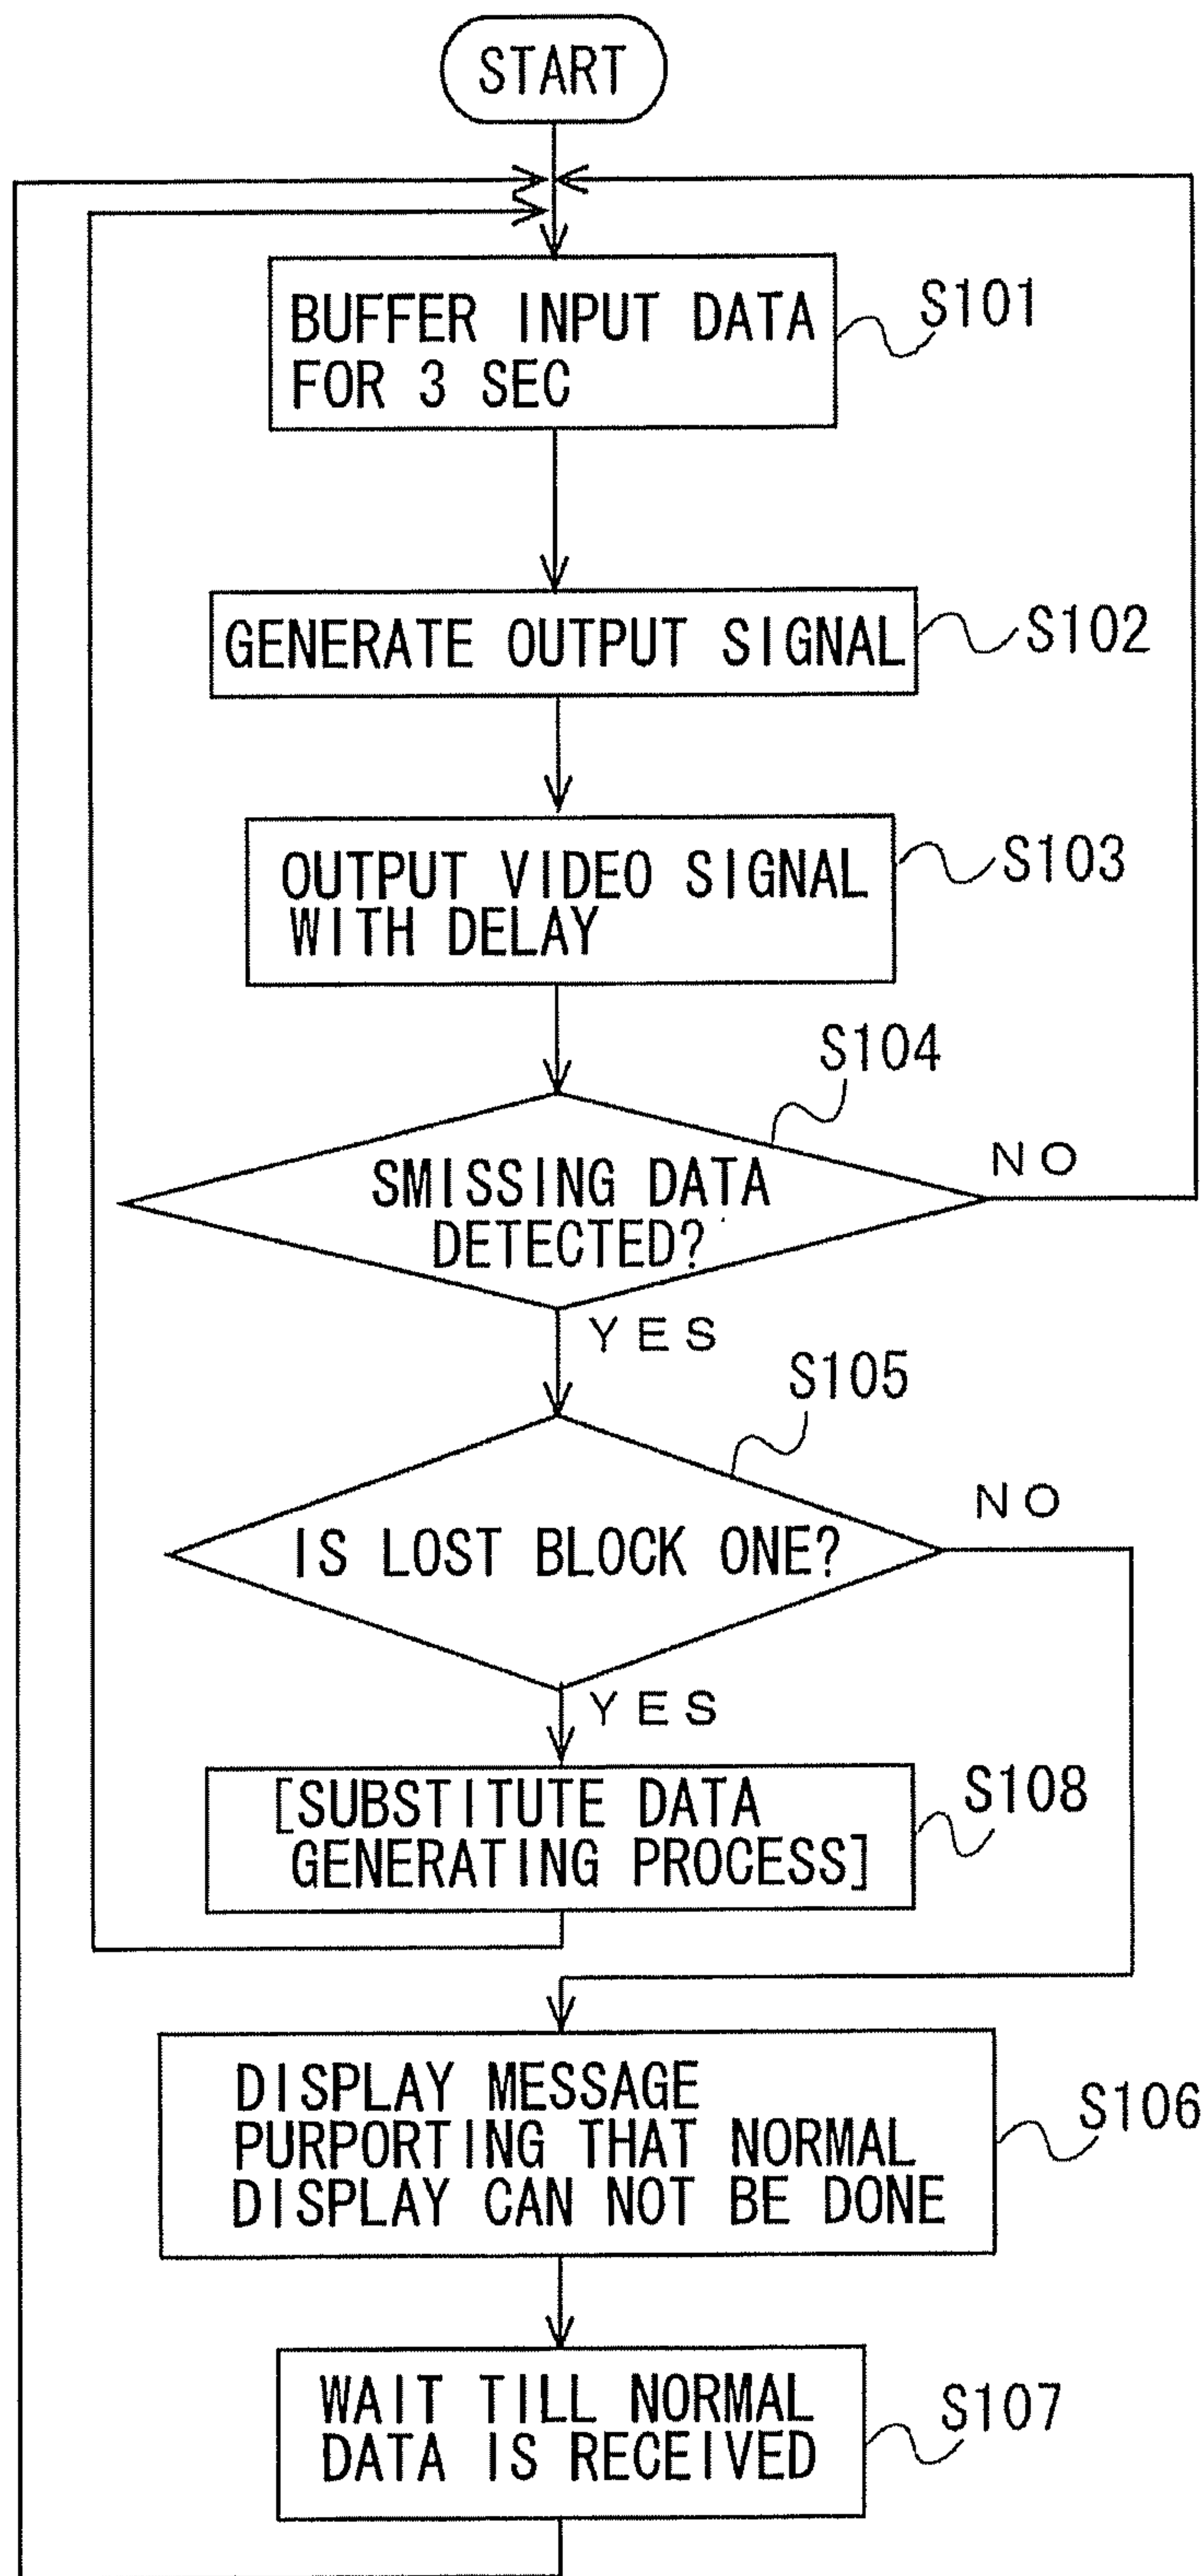 START
BUFFER INPUT DATA
FOR 3 SEC
S101
GENERATE OUTPUT SIGNAL
S102
OUTPUT VIDEO SIGNAL
WITH DELAY
S103
S104
SMISSING DATA
DETECTED?
NO
YES
S105
IS LOST BLOCK ONE?
NO
YES
[SUBSTITUTE DATA
GENERATING PROCESS]
S108
DISPLAY MESSAGE
PURPORTING THAT NORMAL
DISPLAY CAN NOT BE DONE
S106
WAIT TILL NORMAL
DATA IS RECEIVED
S107